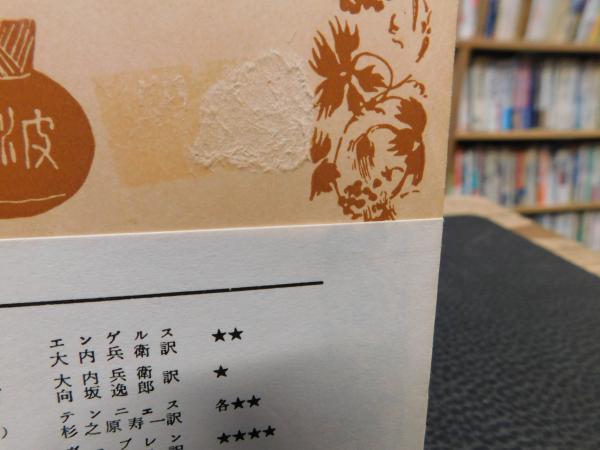 波
エンゲルス
大内兵衛訳 ★★
大内兵衛
向坂逸郎訳 ★
テンニエス
杉之原寿一訳 各★★
★★★★